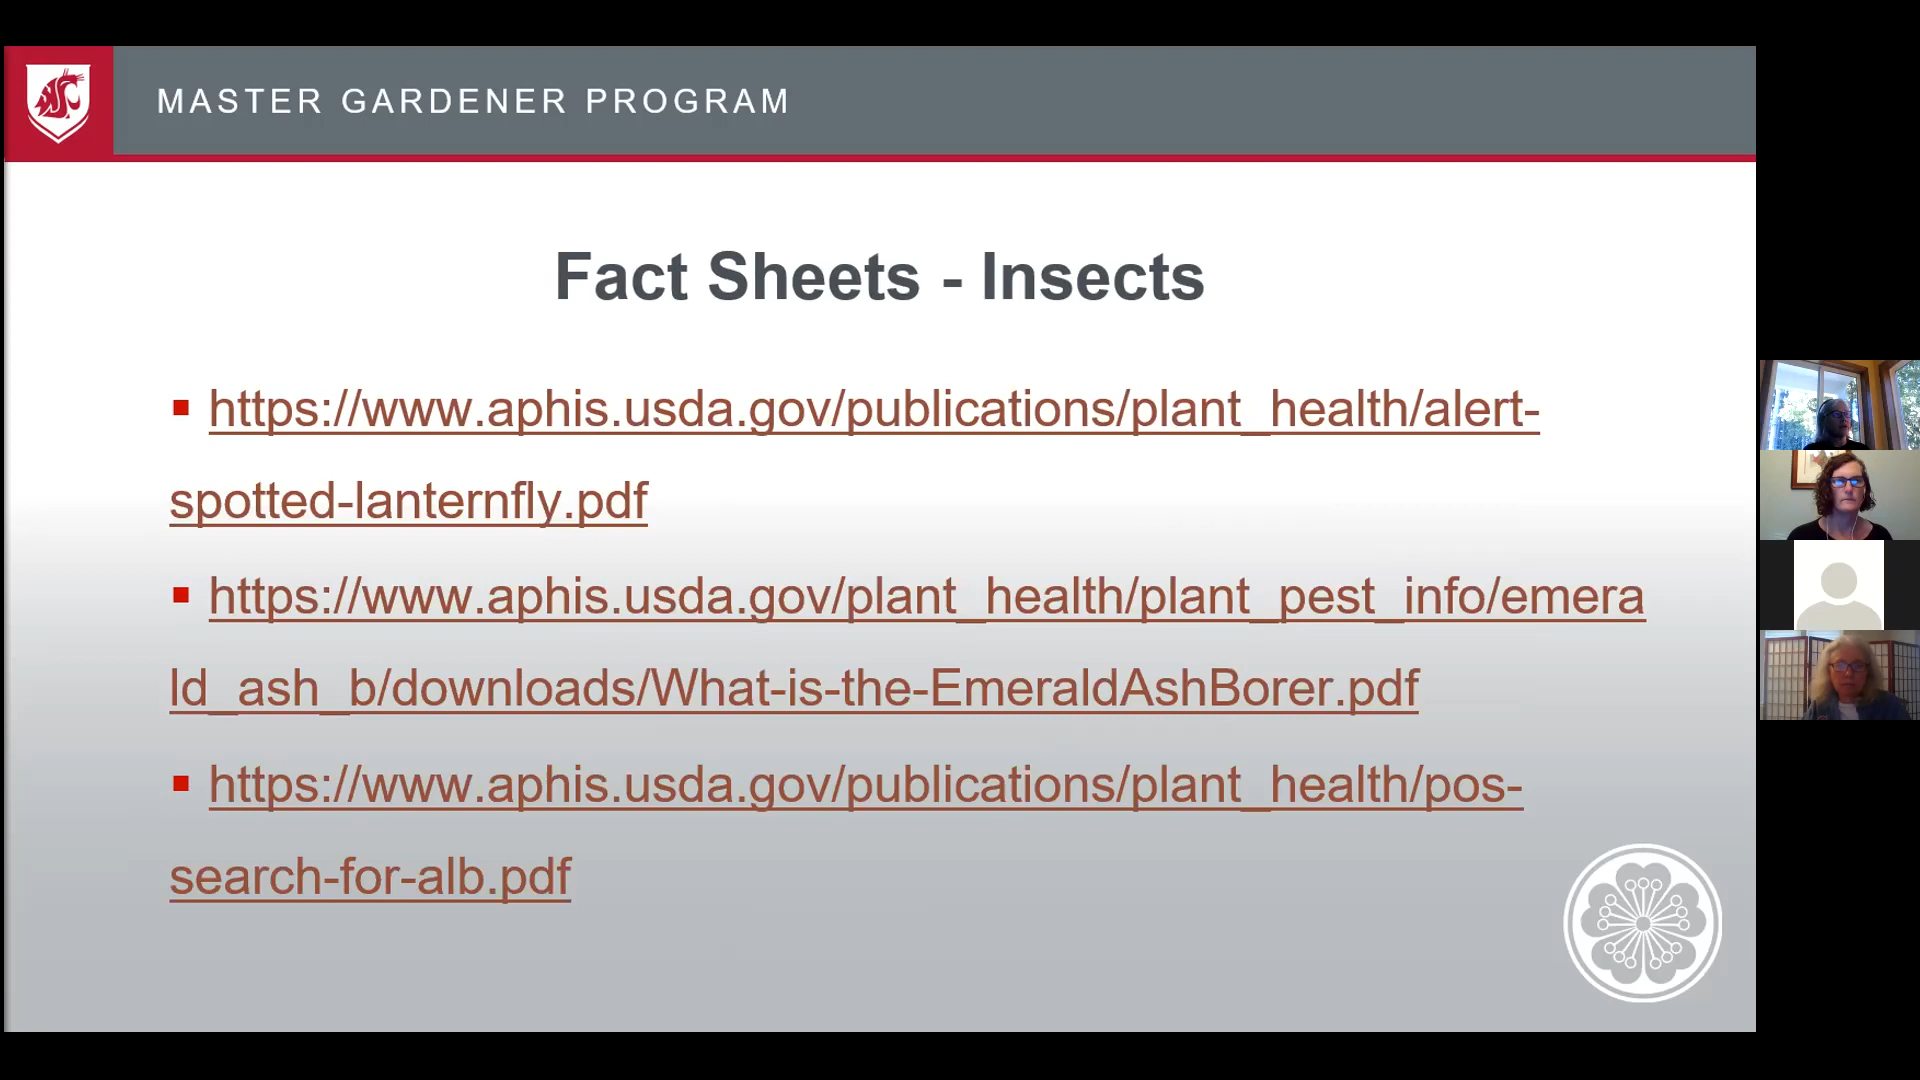 MASTER GARDENER PROGRAM
Fact Sheets - Insects
https://www.aphis.usda.gov/publications/plant_health/alert-
spotted-lanternfly.pdf
https://www.aphis.usda.gov/plant_health/plant_pest_info/emera
ld_ash_b/downloads/What-is-the-EmeraldAshBorer.pdf
https://www.aphis.usda.gov/publications/plant_health/pos-
search-for-alb.pdf